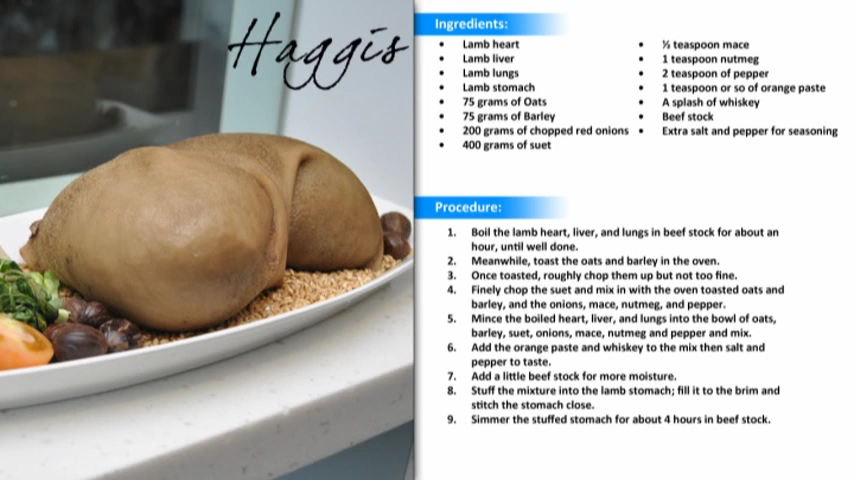 Haggis
Ingredients:
• Lamb heart
• Lamb liver
• Lamb lungs
• Lamb stomach
• 75 grams of Oats
• 75 grams of Barley
• 200 grams of chopped red onions
• 400 grams of suet
• ½ teaspoon mace
• 1 teaspoon nutmeg
• 2 teaspoon of pepper
• 1 teaspoon or so of orange paste
• A splash of whiskey
• Beef stock
• Extra salt and pepper for seasoning
Procedure:
1. Boil the lamb heart, liver, and lungs in beef stock for about an
hour, until well done.
2. Meanwhile, toast the oats and barley in the oven.
3. Once toasted, roughly chop them up but not too fine.
4. Finely chop the suet and mix in with the oven toasted oats and
barley, and the onions, mace, nutmeg, and pepper.
5. Mince the boiled heart, liver, and lungs into the bowl of oats,
barley, suet, onions, mace, nutmeg and pepper and mix.
6. Add the orange paste and whiskey to the mix then salt and
pepper to taste.
7. Add a little beef stock for more moisture.
8. Stuff the mixture into the lamb stomach; fill it to the brim and
stitch the stomach close.
9. Simmer the stuffed stomach for about 4 hours in beef stock.